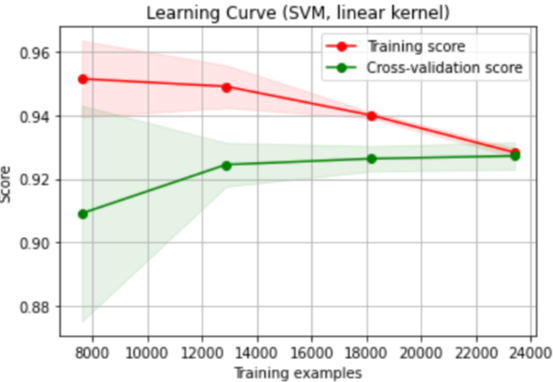 Learning Curve (SVM, linear kernel)
Training score
Cross-validation score
Score
0.96
0.94
0.92
0.90
0.88
8000 10000 12000 14000 16000 18000 20000 22000 24000
Training examples